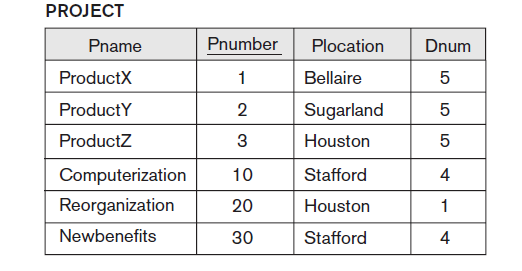 PROJECT
Pname Pnumber Plocation Dnum
ProductX 1 Bellaire 5
ProductY 2 Sugarland 5
ProductZ 3 Houston 5
Computerization 10 Stafford 4
Reorganization 20 Houston 1
Newbenefits 30 Stafford 4